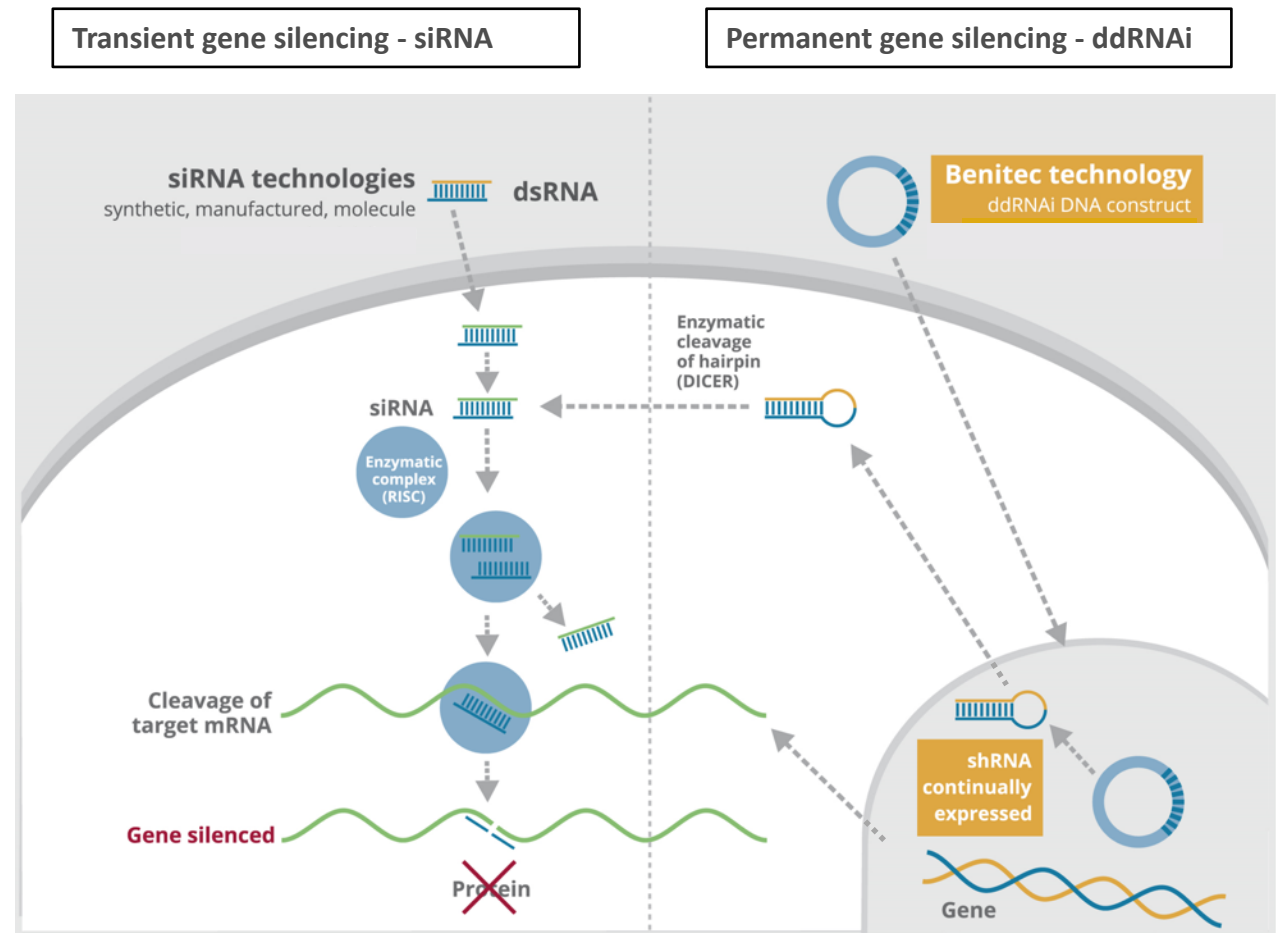 Transient gene silencing - siRNA
Permanent gene silencing - ddRNAi
siRNA technologies
synthetic, manufactured, molecule
dsRNA
Benitec technology
ddRNAi DNA construct
Enzymatic
cleavage
of hairpin
(DICER)
siRNA
Enzymatic
complex
(RISC)
Cleavage of
target mRNA
shRNA
continually
expressed
Gene silenced
Protein
Gene